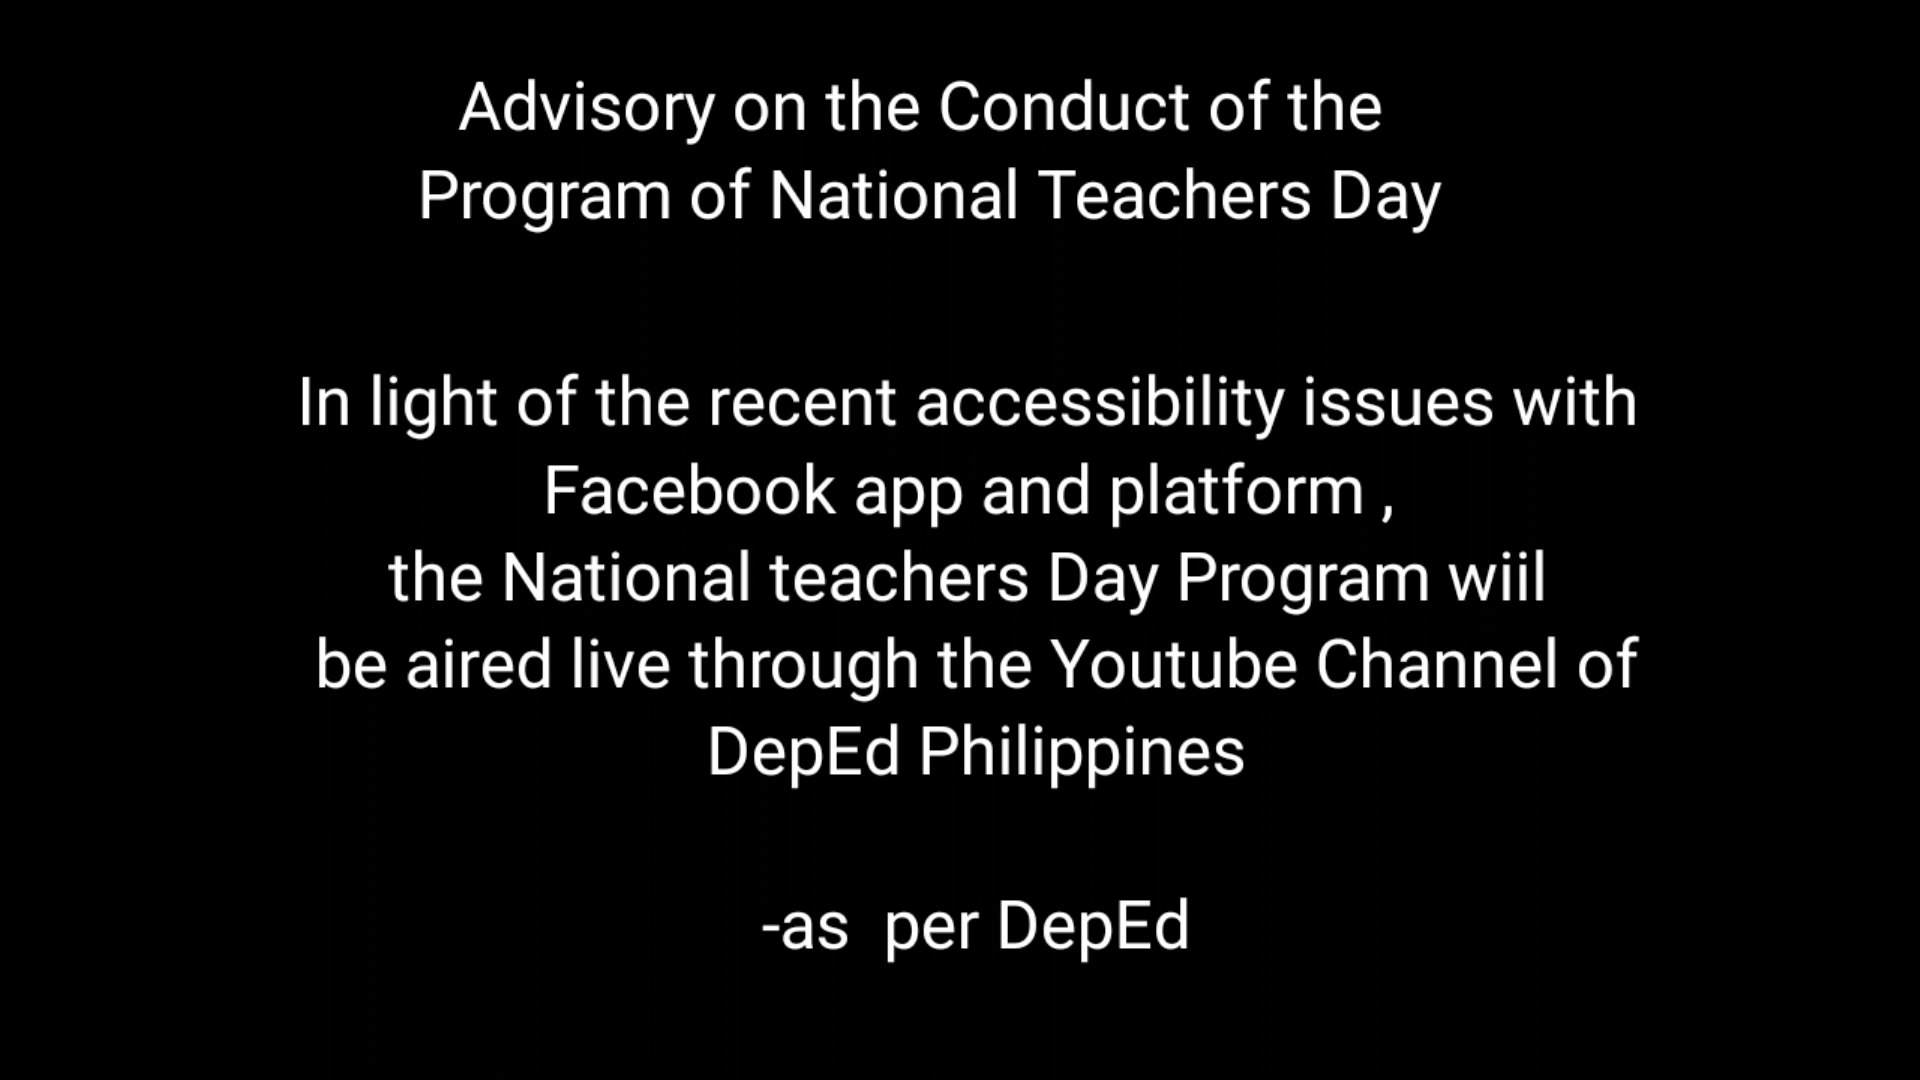 Advisory on the Conduct of the
Program of National Teachers Day
In light of the recent accessibility issues with
Facebook app and platform ,
the National teachers Day Program wiil
be aired live through the Youtube Channel of
DepEd Philippines
-as  per DepEd